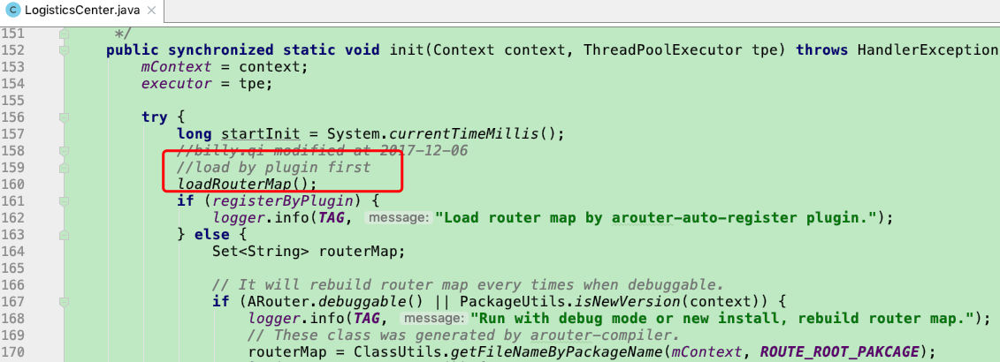 LogisticsCenter.java
151 */
152 public synchronized static void init(Context context, ThreadPoolExecutor tpe) throws HandlerException
153 mContext = context;
154 executor = tpe;
155
156 try {
157 long startInit = System.currentTimeMillis();
158 //billy.qi modified at 2017-12-06
159 //load by plugin first
160 loadRouterMap();
161 if (registerByPlugin) {
162 logger.info(TAG, message: "Load router map by arouter-auto-register plugin.");
163 } else {
164 Set<String> routerMap;
165
166 // It will rebuild router map every times when debuggable.
167 if (ARouter.debuggable() || PackageUtils.isNewVersion(context)) {
168 logger.info(TAG, message: "Run with debug mode or new install, rebuild router map.");
169 // These class was generated by arouter-compiler.
170 routerMap = ClassUtils.getFileNameByPackageName(mContext, ROUTE_ROOT_PAKCAGE);